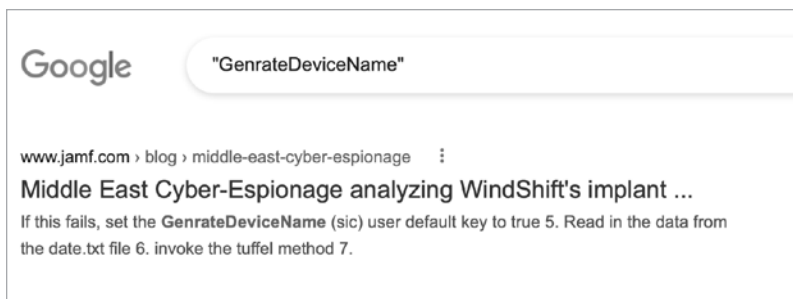 Google
"GenrateDeviceName"
www.jamf.com › blog › middle-east-cyber-espionage
Middle East Cyber-Espionage analyzing WindShift's implant ...
If this fails, set the GenrateDeviceName (sic) user default key to true 5. Read in the data from
the date.txt file 6. invoke the tuffel method 7.